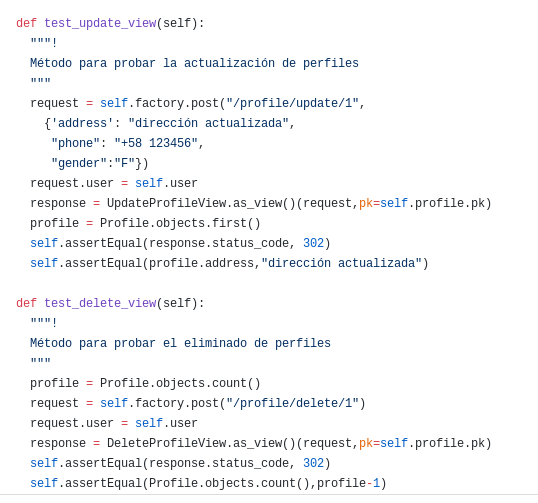 def test_update_view(self):
"""!
Método para probar la actualización de perfiles
"""
request = self.factory.post("/profile/update/1",
{'address': "dirección actualizada",
"phone": "+58 123456",
"gender":"F"})
request.user = self.user
response = UpdateProfileView.as_view()(request,pk=self.profile.pk)
profile = Profile.objects.first()
self.assertEqual(response.status_code, 302)
self.assertEqual(profile.address,"dirección actualizada")
def test_delete_view(self):
"""!
Método para probar el eliminado de perfiles
"""
profile = Profile.objects.count()
request = self.factory.post("/profile/delete/1")
request.user = self.user
response = DeleteProfileView.as_view()(request,pk=self.profile.pk)
self.assertEqual(response.status_code, 302)
self.assertEqual(Profile.objects.count(),profile-1)